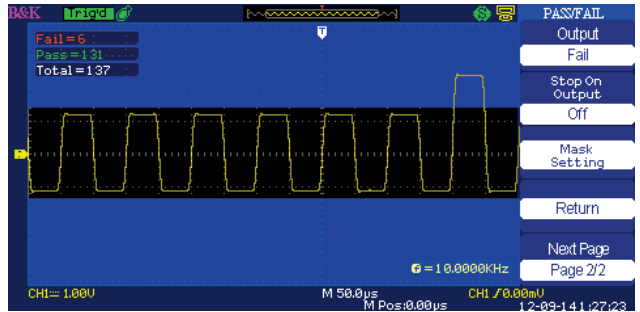 B&K Trig'd PASS/FAIL
T
Fail=6
Pass=131
Total=137
Output
Fail
Stop On
Output
Off
Mask
Setting
Return
Next Page
Page 2/2
=10.0000KHz
CH1 1.00V M 50.0µs CH1 0.00mV
M Pos:0.00µs 12-09-14 1:27:23